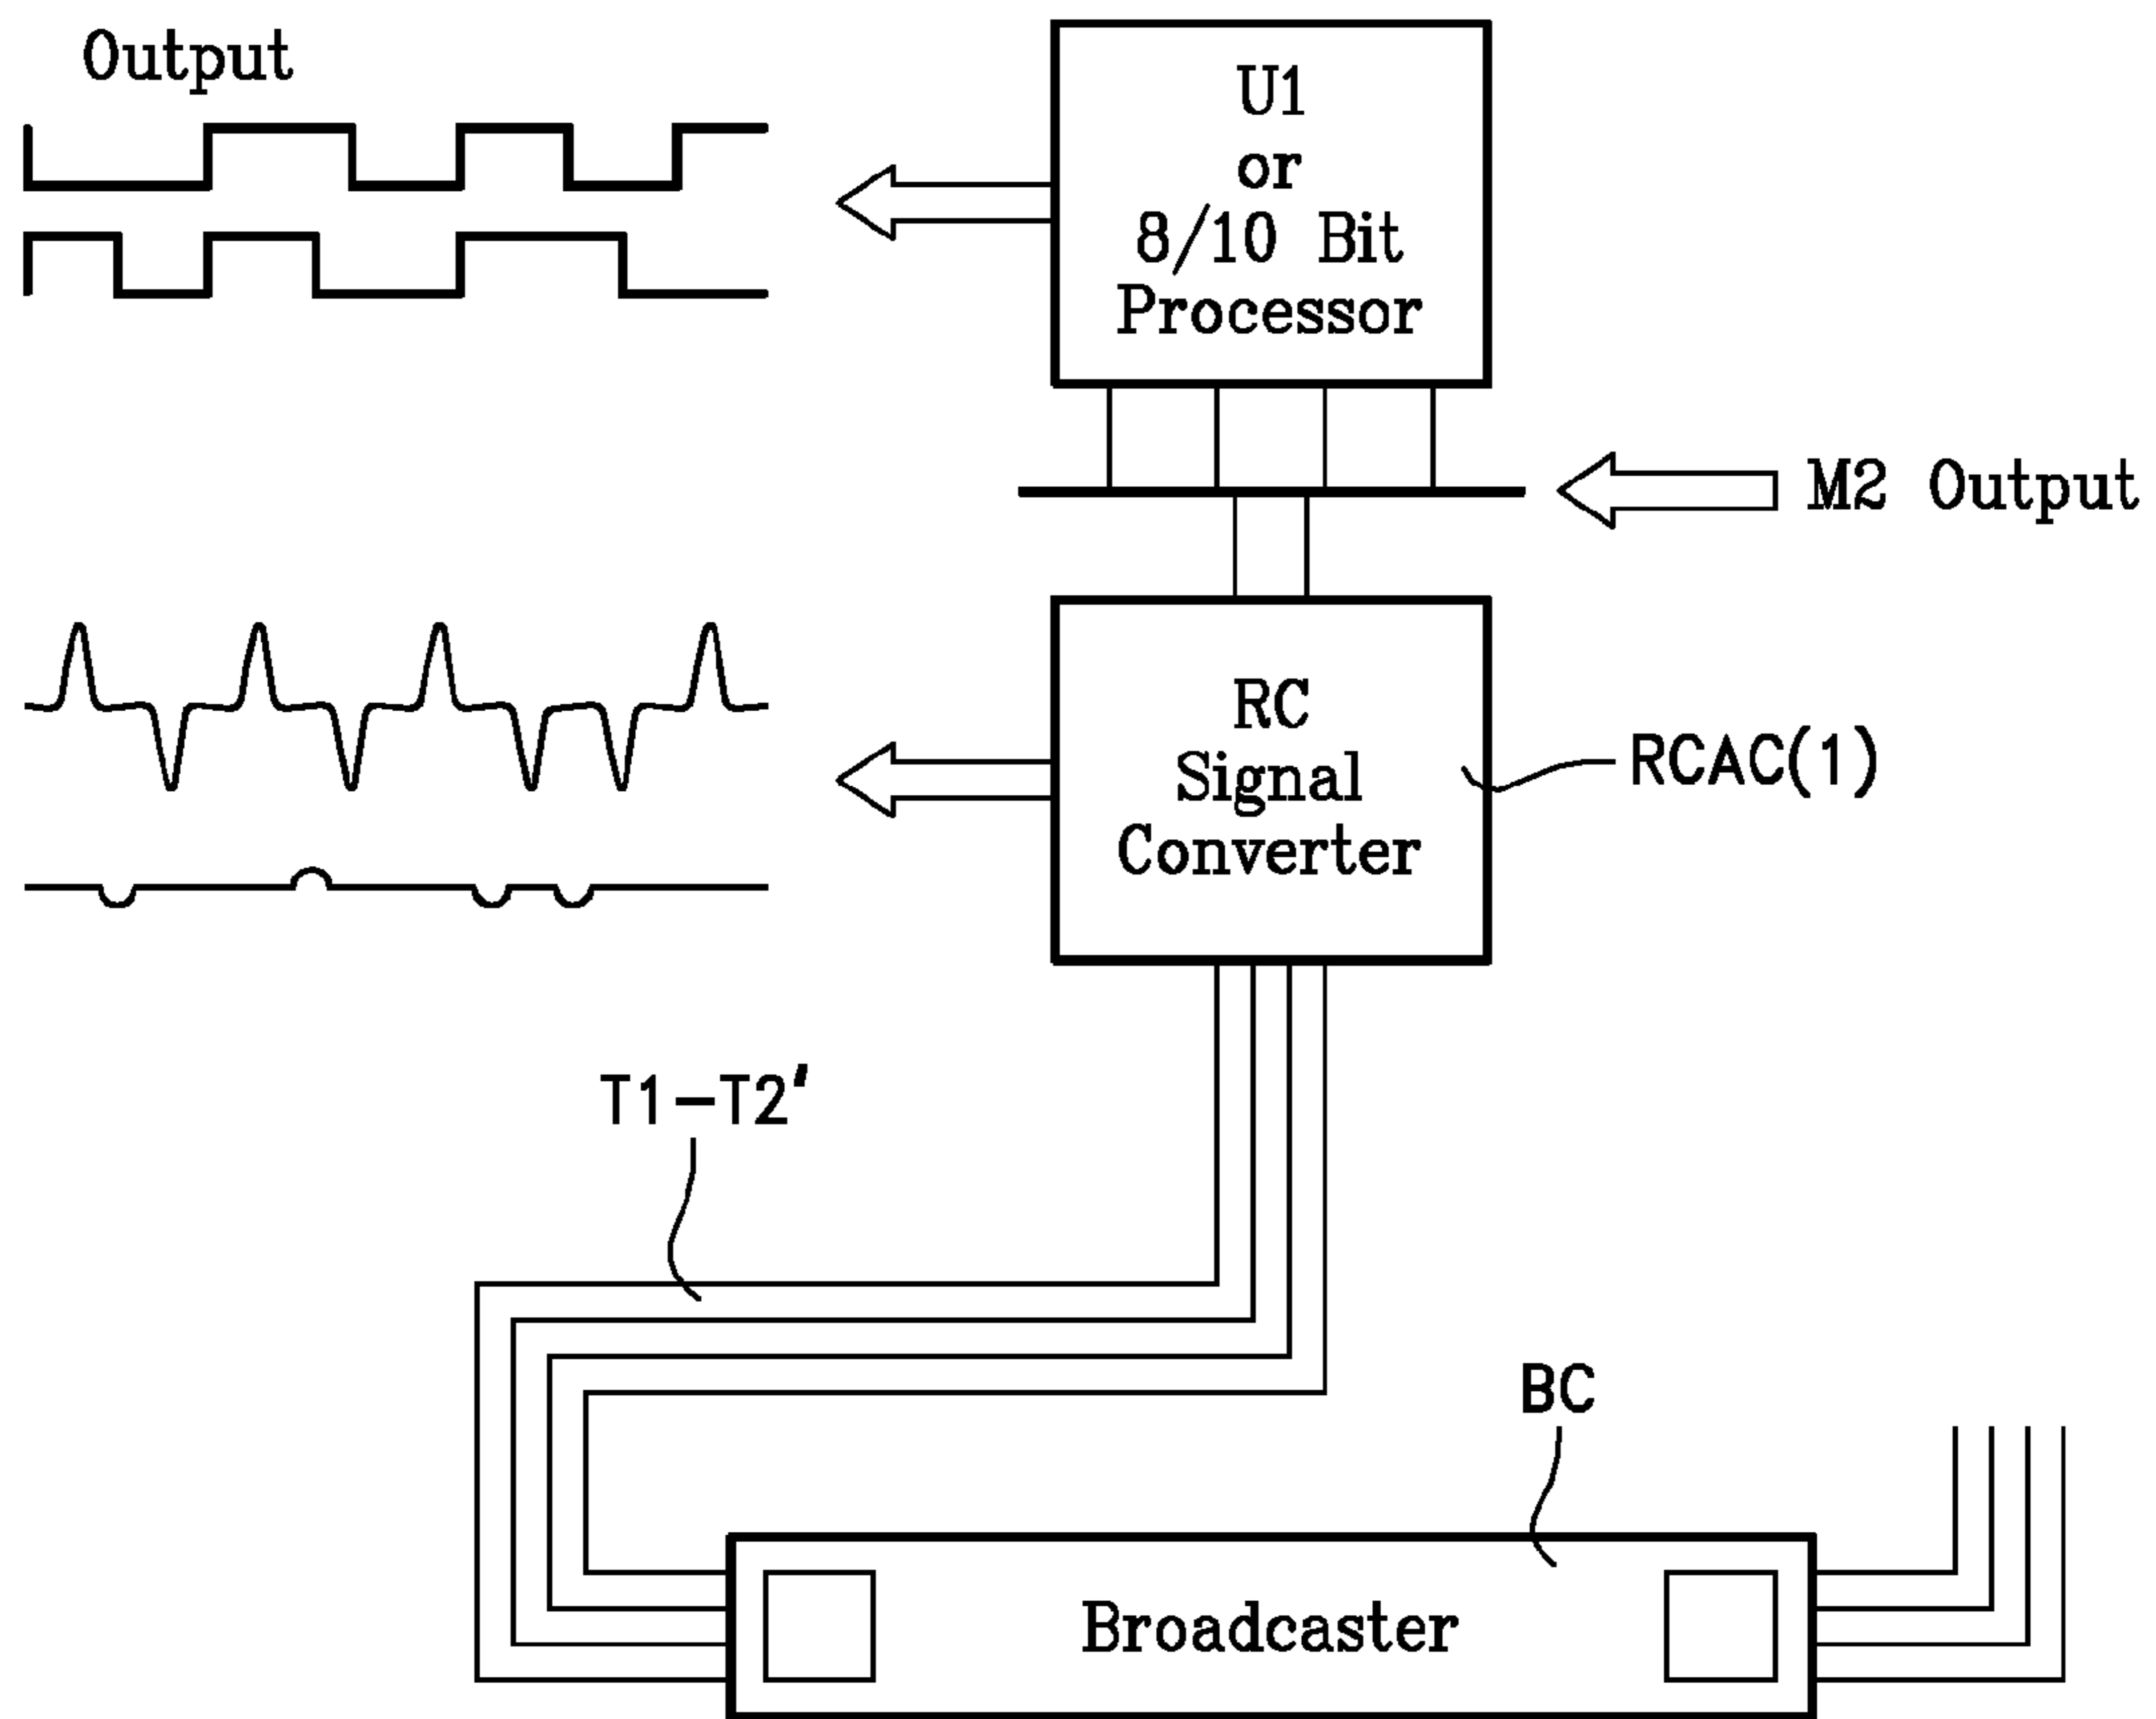 Output
U1
or
8/10 Bit
Processor
M2 Output
RC
Signal
Converter
RCAC(1)
T1-T2'
BC
Broadcaster